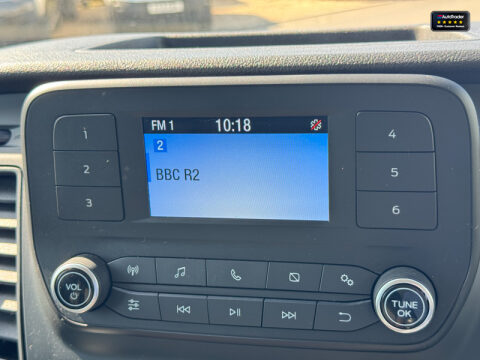 AutoTrader
FM 1 10:18
2
BBC R2
1
2
3
4
5
6
VOL
TUNE
OK